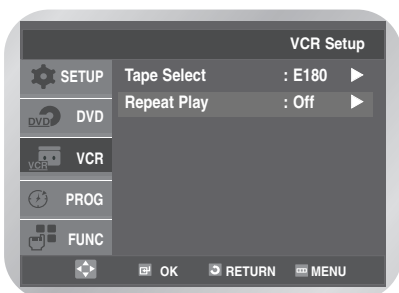 VCR Setup
SETUP
Tape Select : E180
Repeat Play : Off
DVD DVD
VCR VCR
PROG
FUNC
OK RETURN MENU